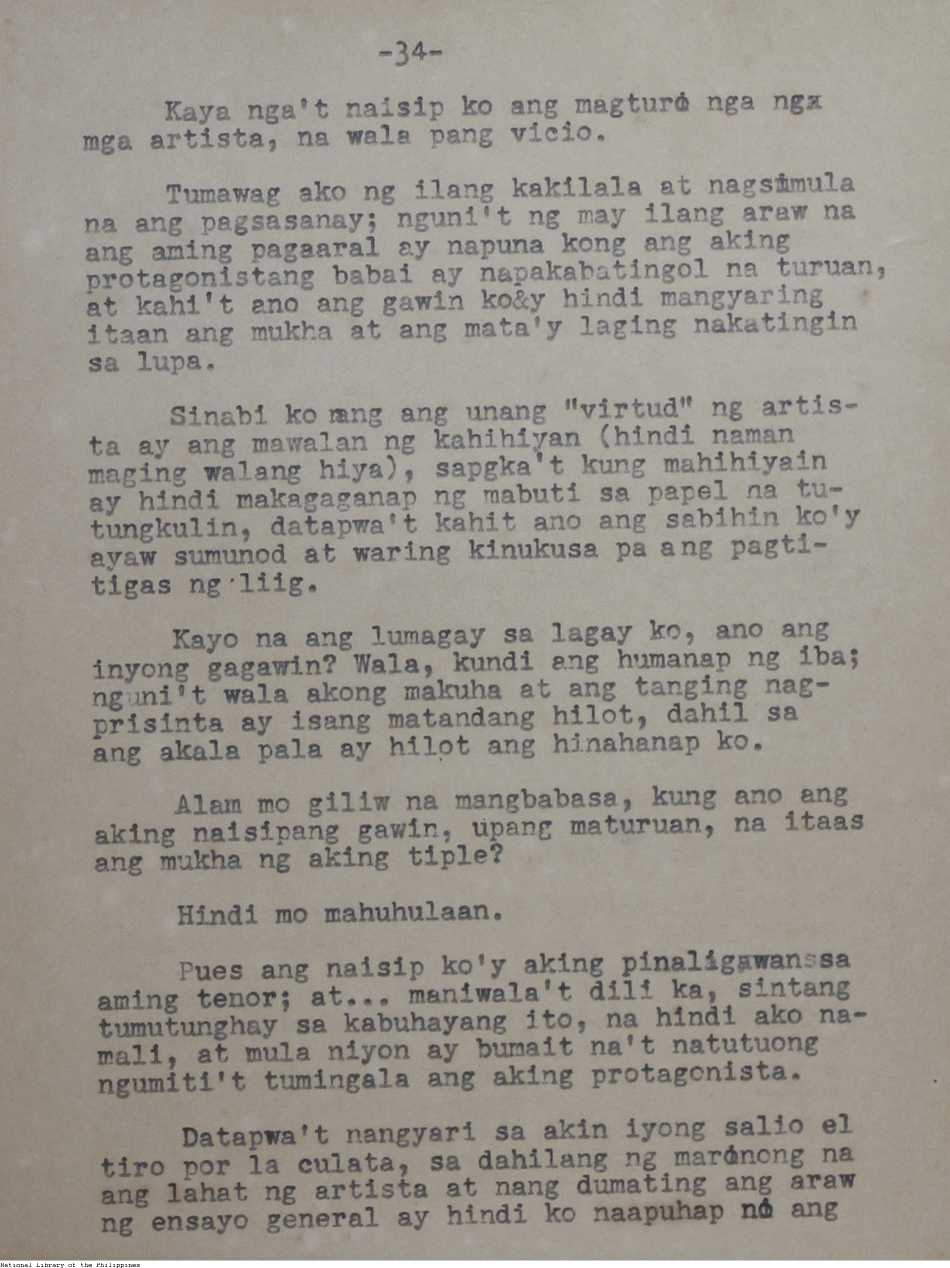 -34-
Kaya nga't naisip ko ang magturò nga ng
mga artista, na wala pang vicio.
Tumawag ako ng ilang kakilala at nagsimula
na ang pagsasanay; nguni't ng may ilang araw na
ang aming pagaaral ay napuna kong ang aking
protagonistang babai ay napakabatingol na turuan,
at kahi't ano ang gawin ko&y hindi mangyaring
itaan ang mukha at ang mata'y laging nakatingin
sa lupa.
Sinabi ko ang ang unang "virtud" ng artis-
ta ay ang mawalan ng kahihiyan (hindi naman
maging walang hiya), sapgka't kung mahihiyain
ay hindi makagaganap ng mabuti sa papel na tu-
tungkulin, datapwa't kahit ano ang sabihin ko'y
ayaw sumunod at waring kinukusa pa ang pagti-
tigas ng liig.
Kayo na ang lumagay sa lagay ko, ano ang
inyong gagawin? Wala, kundi ang humanap ng iba;
nguni't wala akong makuha at ang tanging nag-
prisinta ay isang matandang hilot, dahil sa
ang akala pala ay hilot ang hinahanap ko.
Alam mo giliw na mangbabasa, kung ano ang
aking naisipang gawin, upang maturuan, na itaas
ang mukha ng aking tiple?
Hindi mo mahuhulaan.
Pues ang naisip ko'y aking pinaligawan sa
aming tenor; at... maniwala't dili ka, sintang
tumutunghay sa kabuhayang ito, na hindi ako na-
mali, at mula niyon ay bumait na't natutuong
ngumiti't tumingala ang aking protagonista.
Datapwa't nangyari sa akin iyong salio el
tiro por la culata, sa dahilang ng marónong na
ang lahat ng artista at nang dumating ang araw
ng ensayo general ay hindi ko naapuhap ang
National Library of the Philippines